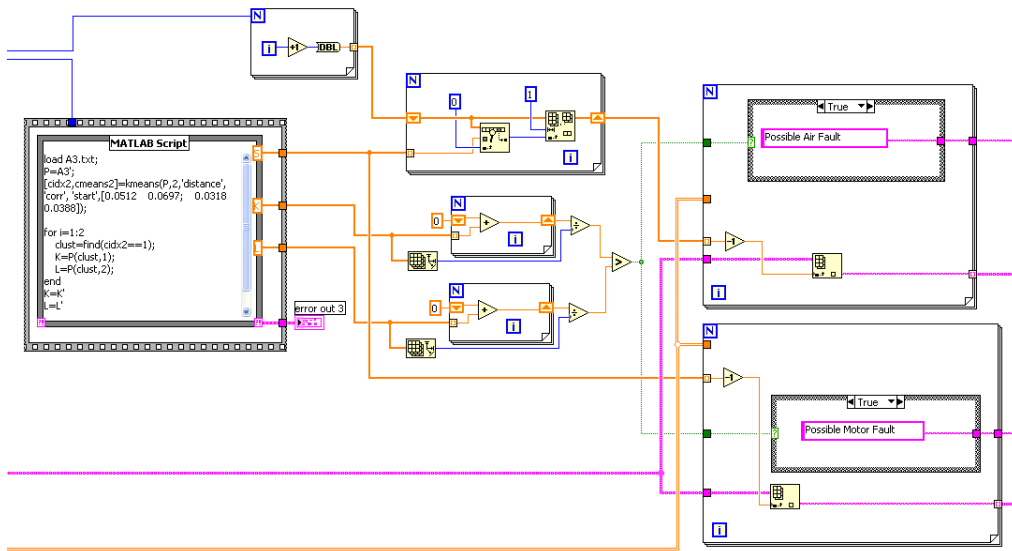 N
i
+1
DBL
N
0
1
i
N
True
Possible Air Fault
-1
i
MATLAB Script
load A3.txt;
P=A3';
[cidx2,cmeans2]=kmeans(P,2,'distance',
'corr', 'start',[0.0512 0.0697; 0.0318
0.0388]);
for i=1:2
clust=find(cidx2==1);
K=P(clust,1);
L=P(clust,2);
end
K=K'
L=L'
S
K
L
error out 3
N
0
+
i
÷
>
N
0
+
i
÷
N
-1
True
Possible Motor Fault
i